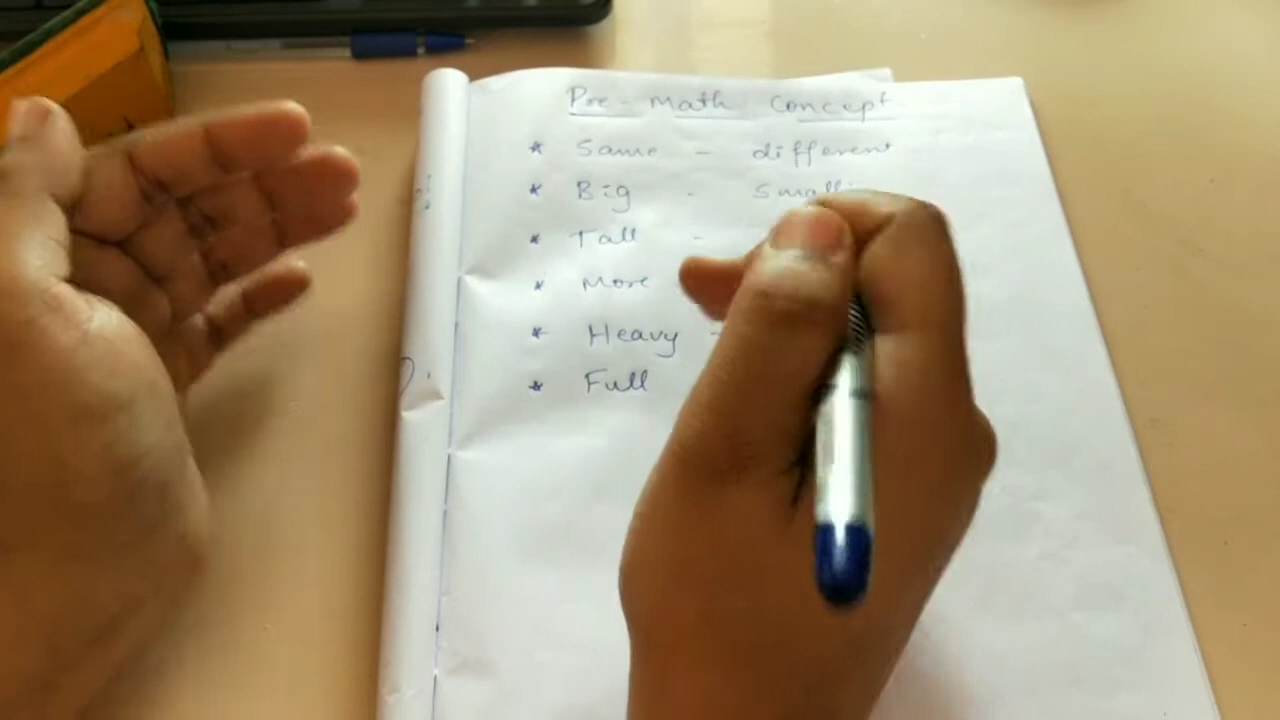 Pre - Math Concept
* Same - different
* Big - Small
* Tall -
* More
* Heavy -
* Full